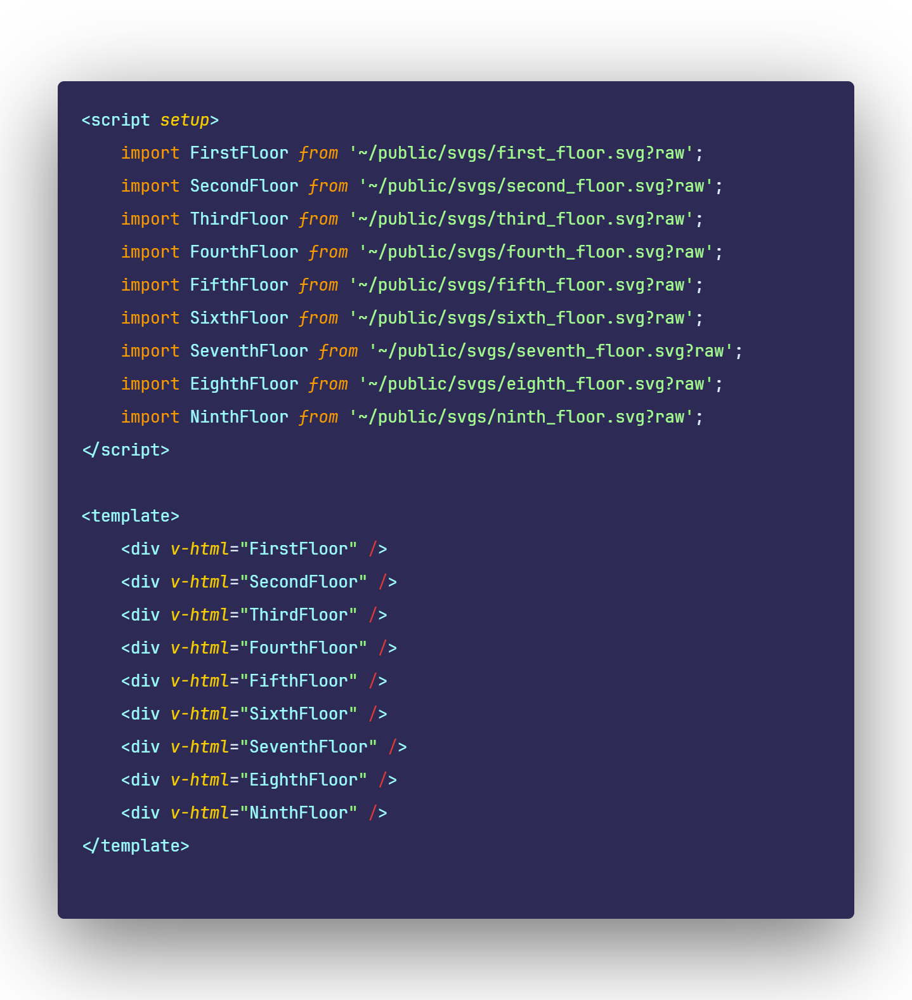 <script setup>
    import FirstFloor from '~/public/svgs/first_floor.svg?raw';
    import SecondFloor from '~/public/svgs/second_floor.svg?raw';
    import ThirdFloor from '~/public/svgs/third_floor.svg?raw';
    import FourthFloor from '~/public/svgs/fourth_floor.svg?raw';
    import FifthFloor from '~/public/svgs/fifth_floor.svg?raw';
    import SixthFloor from '~/public/svgs/sixth_floor.svg?raw';
    import SeventhFloor from '~/public/svgs/seventh_floor.svg?raw';
    import EighthFloor from '~/public/svgs/eighth_floor.svg?raw';
    import NinthFloor from '~/public/svgs/ninth_floor.svg?raw';
</script>

<template>
    <div v-html="FirstFloor" />
    <div v-html="SecondFloor" />
    <div v-html="ThirdFloor" />
    <div v-html="FourthFloor" />
    <div v-html="FifthFloor" />
    <div v-html="SixthFloor" />
    <div v-html="SeventhFloor" />
    <div v-html="EighthFloor" />
    <div v-html="NinthFloor" />
</template>